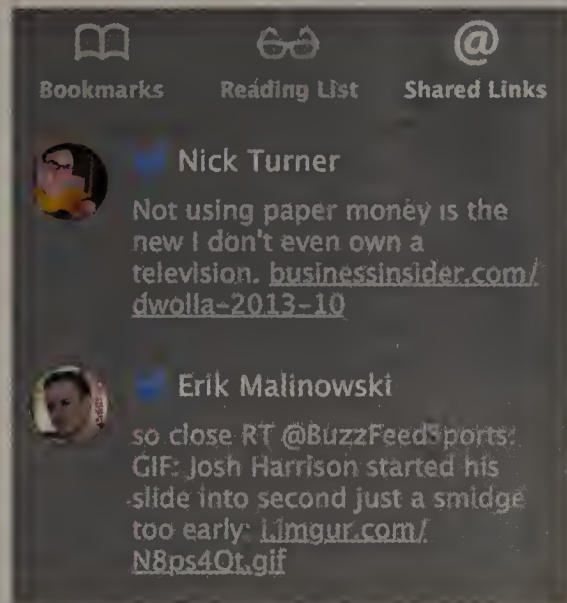 Bookmarks Reading List Shared Links
Nick Turner
Not using paper money is the
new I don't even own a
television. businessinsider.com/
dwolla-2013-10
Erik Malinowski
so close RT @BuzzFeedSports:
GIF: Josh Harrison started his
slide into second just a smidge
too early: i.imgur.com/
N8ps4Ot.gif